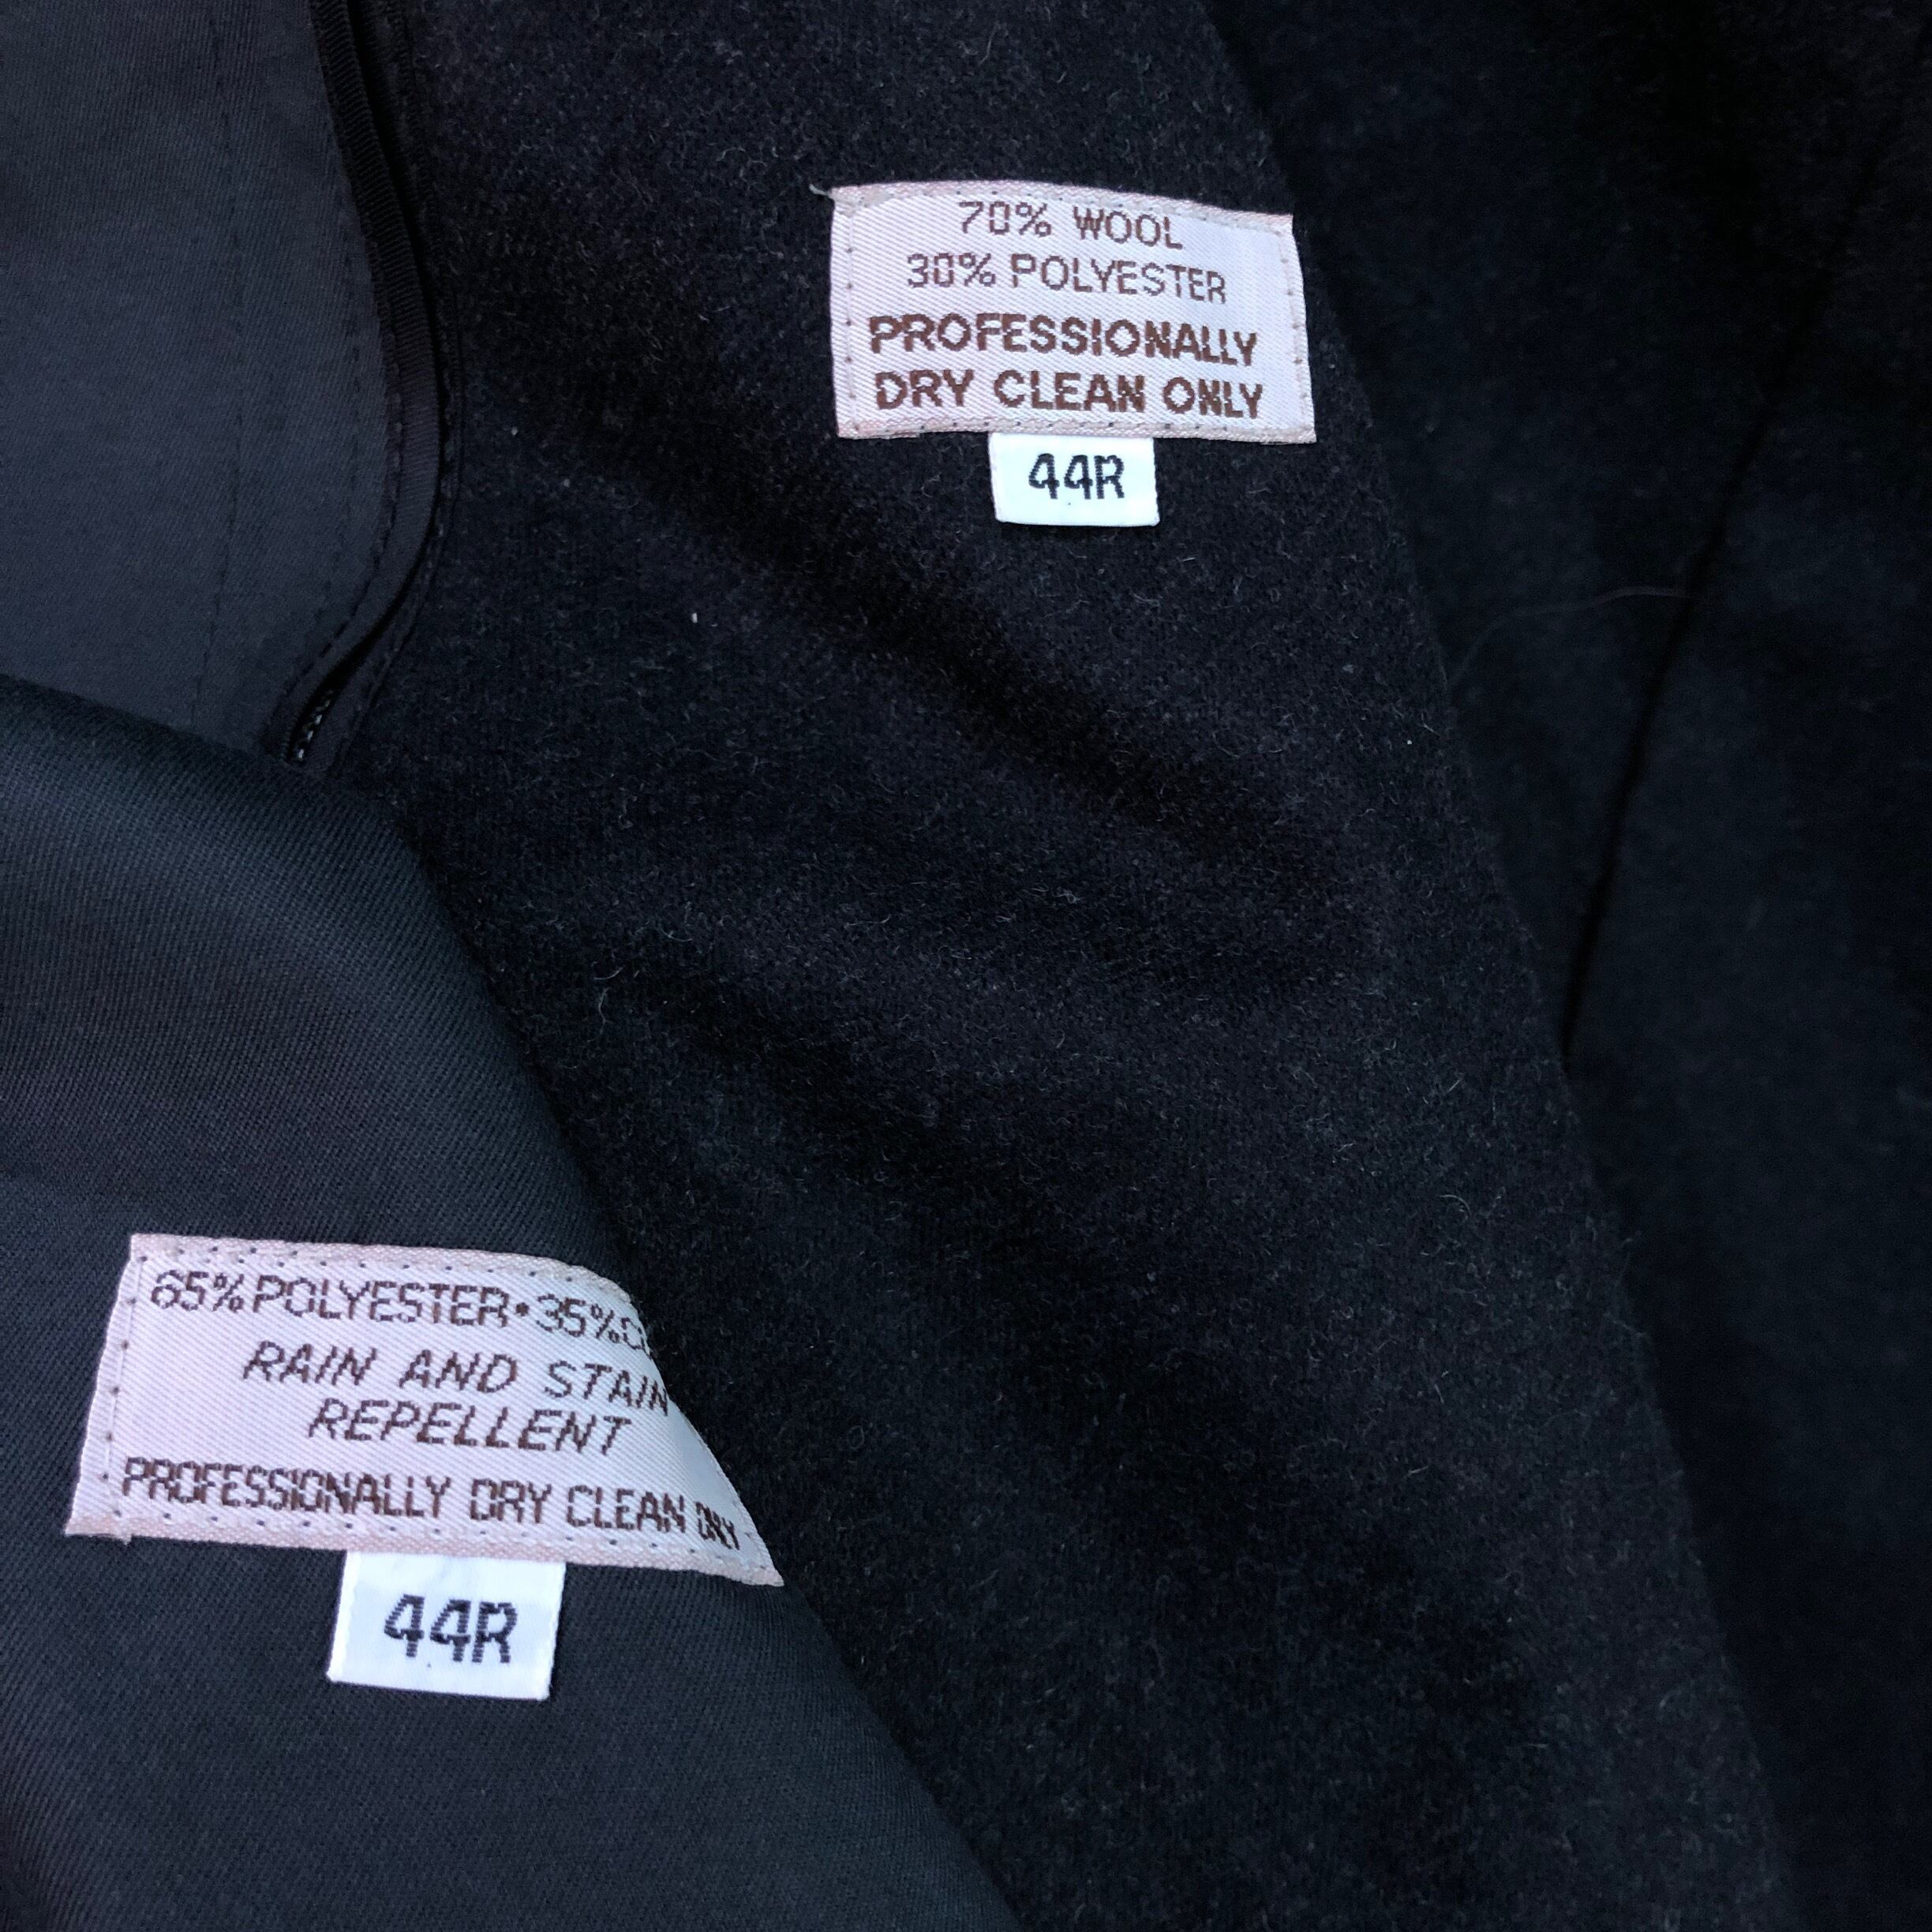 70% WOOL
30% POLYESTER
PROFESSIONALLY
DRY CLEAN ONLY
44R
65% POLYESTER • 35%
RAIN AND STAIN
REPELLENT
PROFESSIONALLY DRY CLEAN ONLY
44R